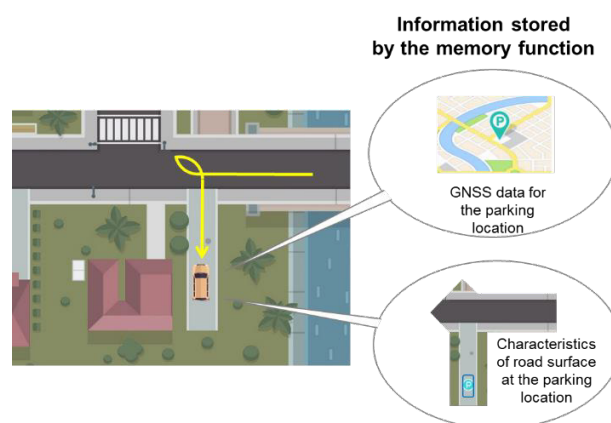 Information stored
by the memory function
P
GNSS data for
the parking
location
Characteristics
of road surface
at the parking
location
P